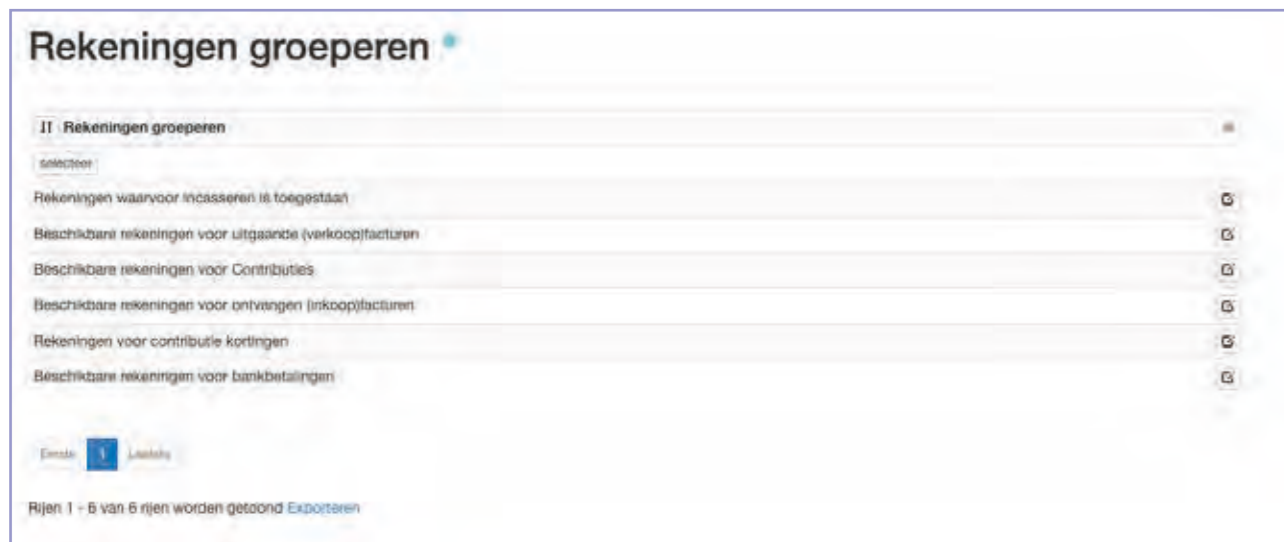 Rekeningen groeperen
Rekeningen groeperen
selecteer
Rekeningen waarvoor incasseren is toegestaan
Beschikbare rekeningen voor uitgaande (verkoop)facturen
Beschikbare rekeningen voor Contributies
Beschikbare rekeningen voor ontvangen (inkoop)facturen
Rekeningen voor contributie kortingen
Beschikbare rekeningen voor bankbetalingen
Eerste 1 Laatste
Rijen 1 - 6 van 6 rijen worden getoond Exporteren